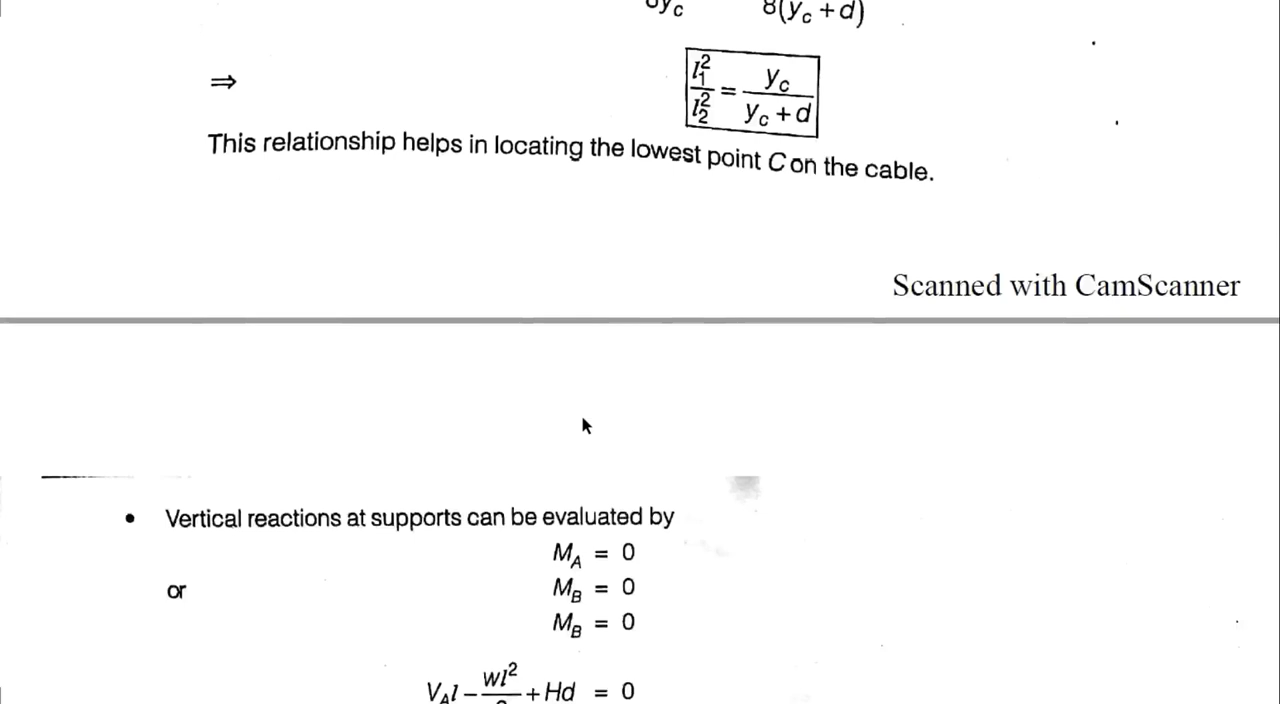 8(y_c + d)
⇒ l_1^2 / l_2^2 = y_c / (y_c + d)
This relationship helps in locating the lowest point C on the cable.
Scanned with CamScanner
• Vertical reactions at supports can be evaluated by
M_A = 0
or M_B = 0
M_B = 0
V_A l - wl^2 + Hd = 0